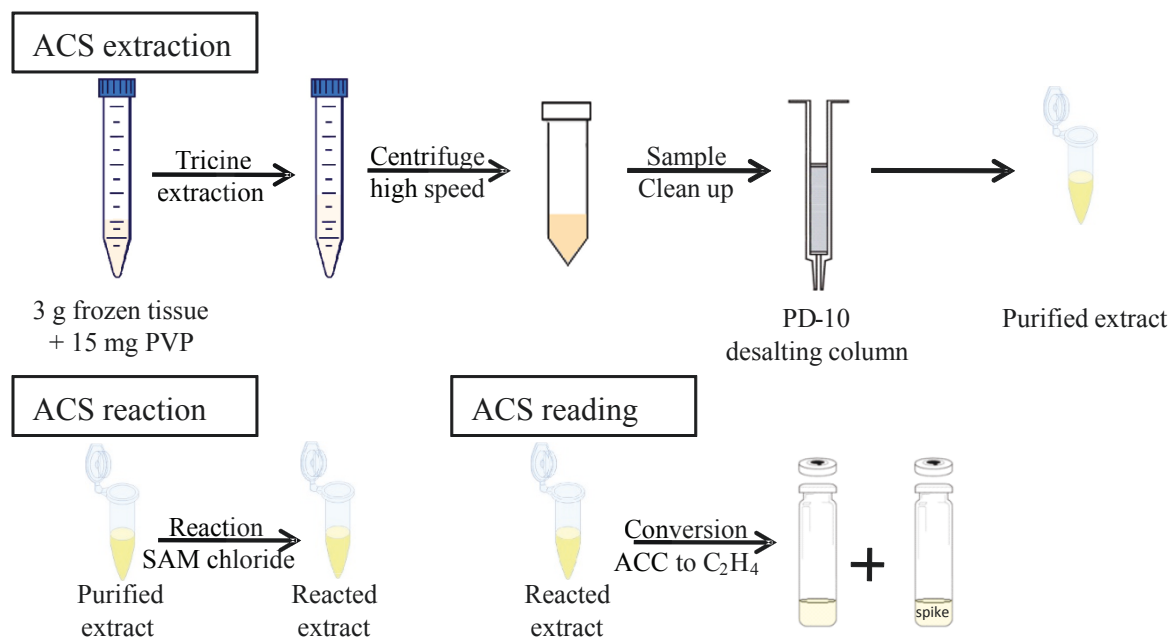 ACS extraction
Tricine
extraction
Centrifuge
high speed
Sample
Clean up
3 g frozen tissue
+ 15 mg PVP
PD-10
desalting column
Purified extract
ACS reaction
ACS reading
Reaction
SAM chloride
Conversion
ACC to C₂H₄
+
spike
Purified
extract
Reacted
extract
Reacted
extract